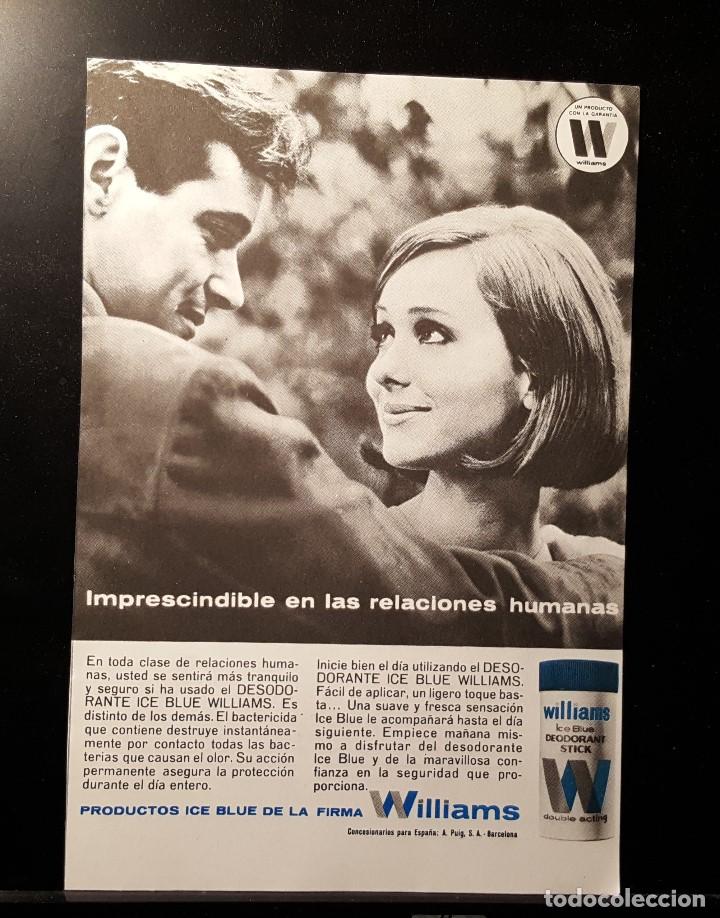 UN PRODUCTO
CON LA GARANTIA
W
williams
Imprescindible en las relaciones humanas
En toda clase de relaciones huma-
nas, usted se sentirá más tranquilo
y seguro si ha usado el DESODO-
RANTE ICE BLUE WILLIAMS. Es
distinto de los demás. El bactericida
que contiene destruye instantánea-
mente por contacto todas las bac-
terias que causan el olor. Su acción
permanente asegura la protección
durante el día entero.
Inicie bien el día utilizando el DESO-
DORANTE ICE BLUE WILLIAMS.
Fácil de aplicar, un ligero toque bas-
ta... Una suave y fresca sensación
Ice Blue le acompañará hasta el día
siguiente. Empiece mañana mis-
mo a disfrutar del desodorante
Ice Blue y de la maravillosa con-
fianza en la seguridad que pro-
porciona.
williams
Ice Blue
DEODORANT
STICK
W
double acting
PRODUCTOS ICE BLUE DE LA FIRMA Williams
Concesionarios para España: A. Puig, S. A. - Barcelona
todocoleccion